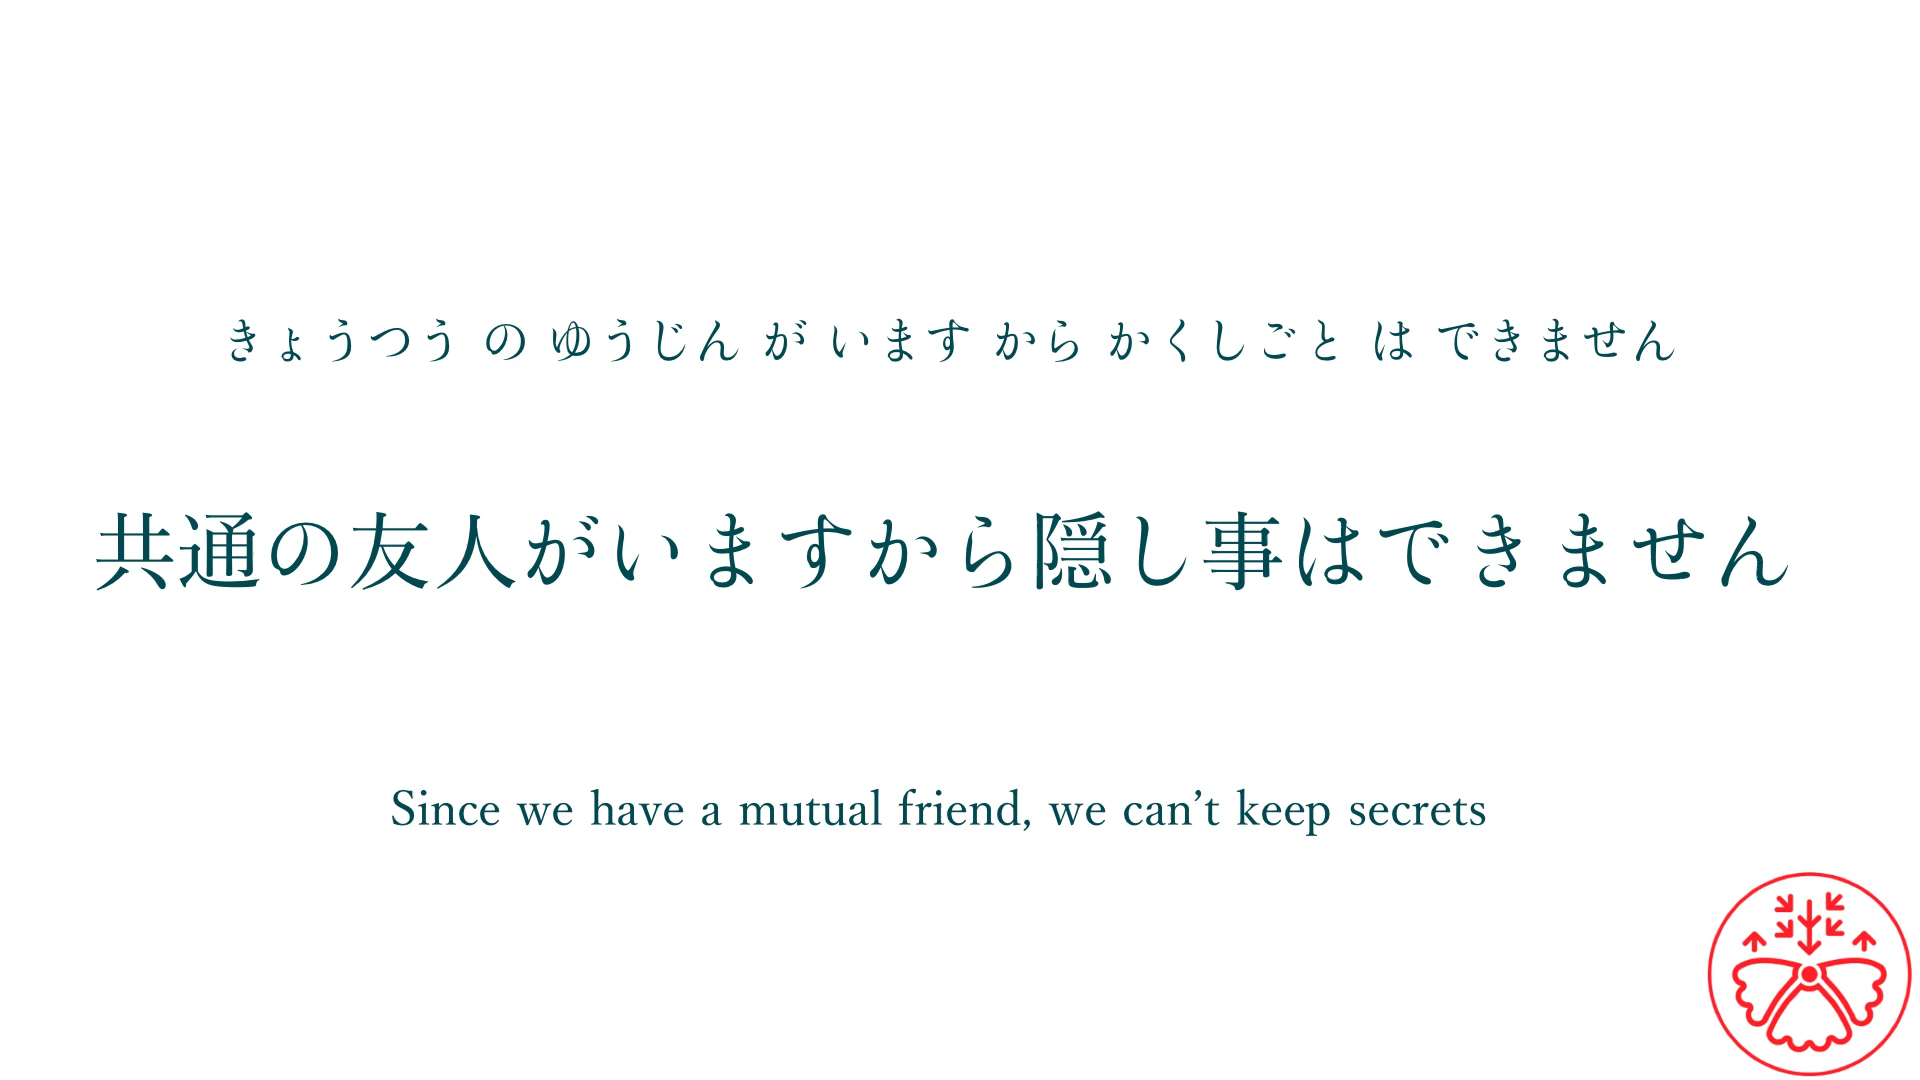 きょうつう の ゆうじん が います から かくしごと は できません
共通の友人がいますから隠し事はできません
Since we have a mutual friend, we can’t keep secrets